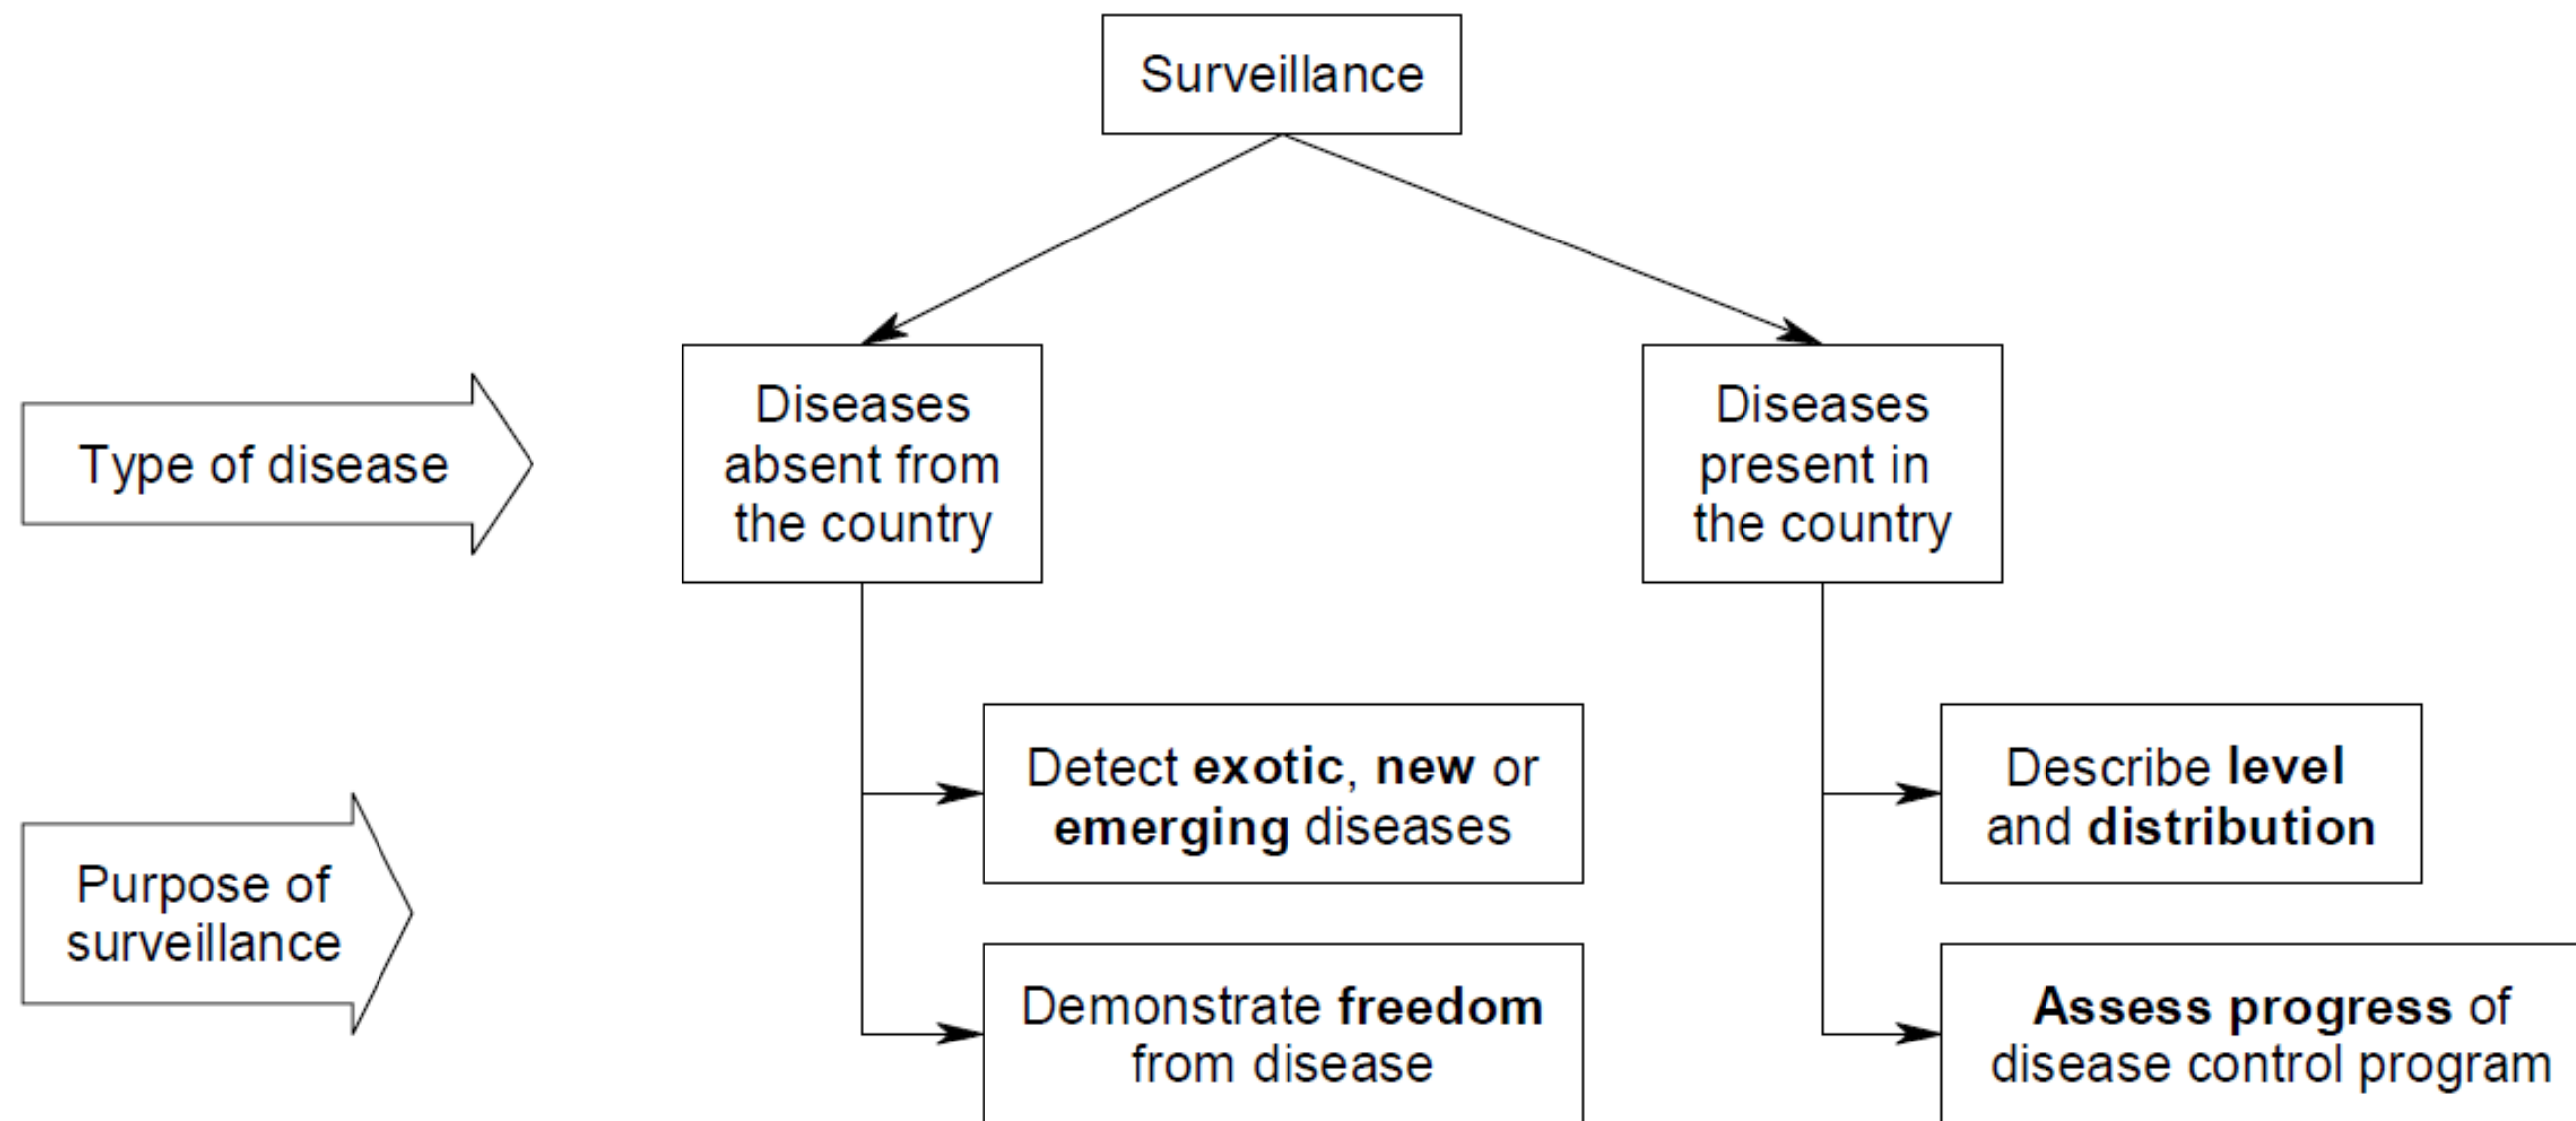 Surveillance
Type of disease
Diseases
absent from
the country
Diseases
present in
the country
Purpose of
surveillance
Detect exotic, new or
emerging diseases
Describe level
and distribution
Demonstrate freedom
from disease
Assess progress of
disease control program